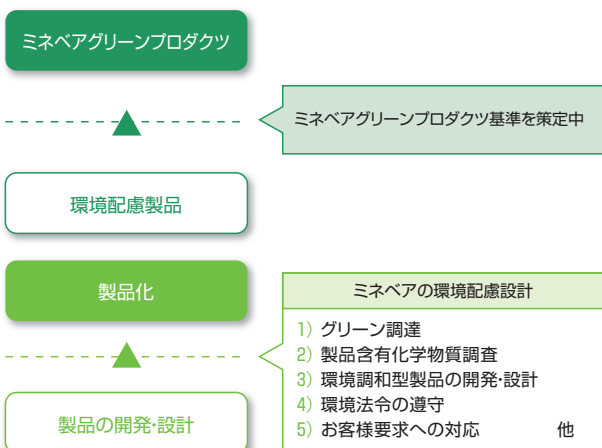 ミネベアグリーンプロダクツ
ミネベアグリーンプロダクツ基準を策定中
環境配慮製品
製品化
ミネベアの環境配慮設計
1) グリーン調達
2) 製品含有化学物質調査
3) 環境調和型製品の開発・設計
4) 環境法令の遵守
5) お客様要求への対応 他
製品の開発・設計